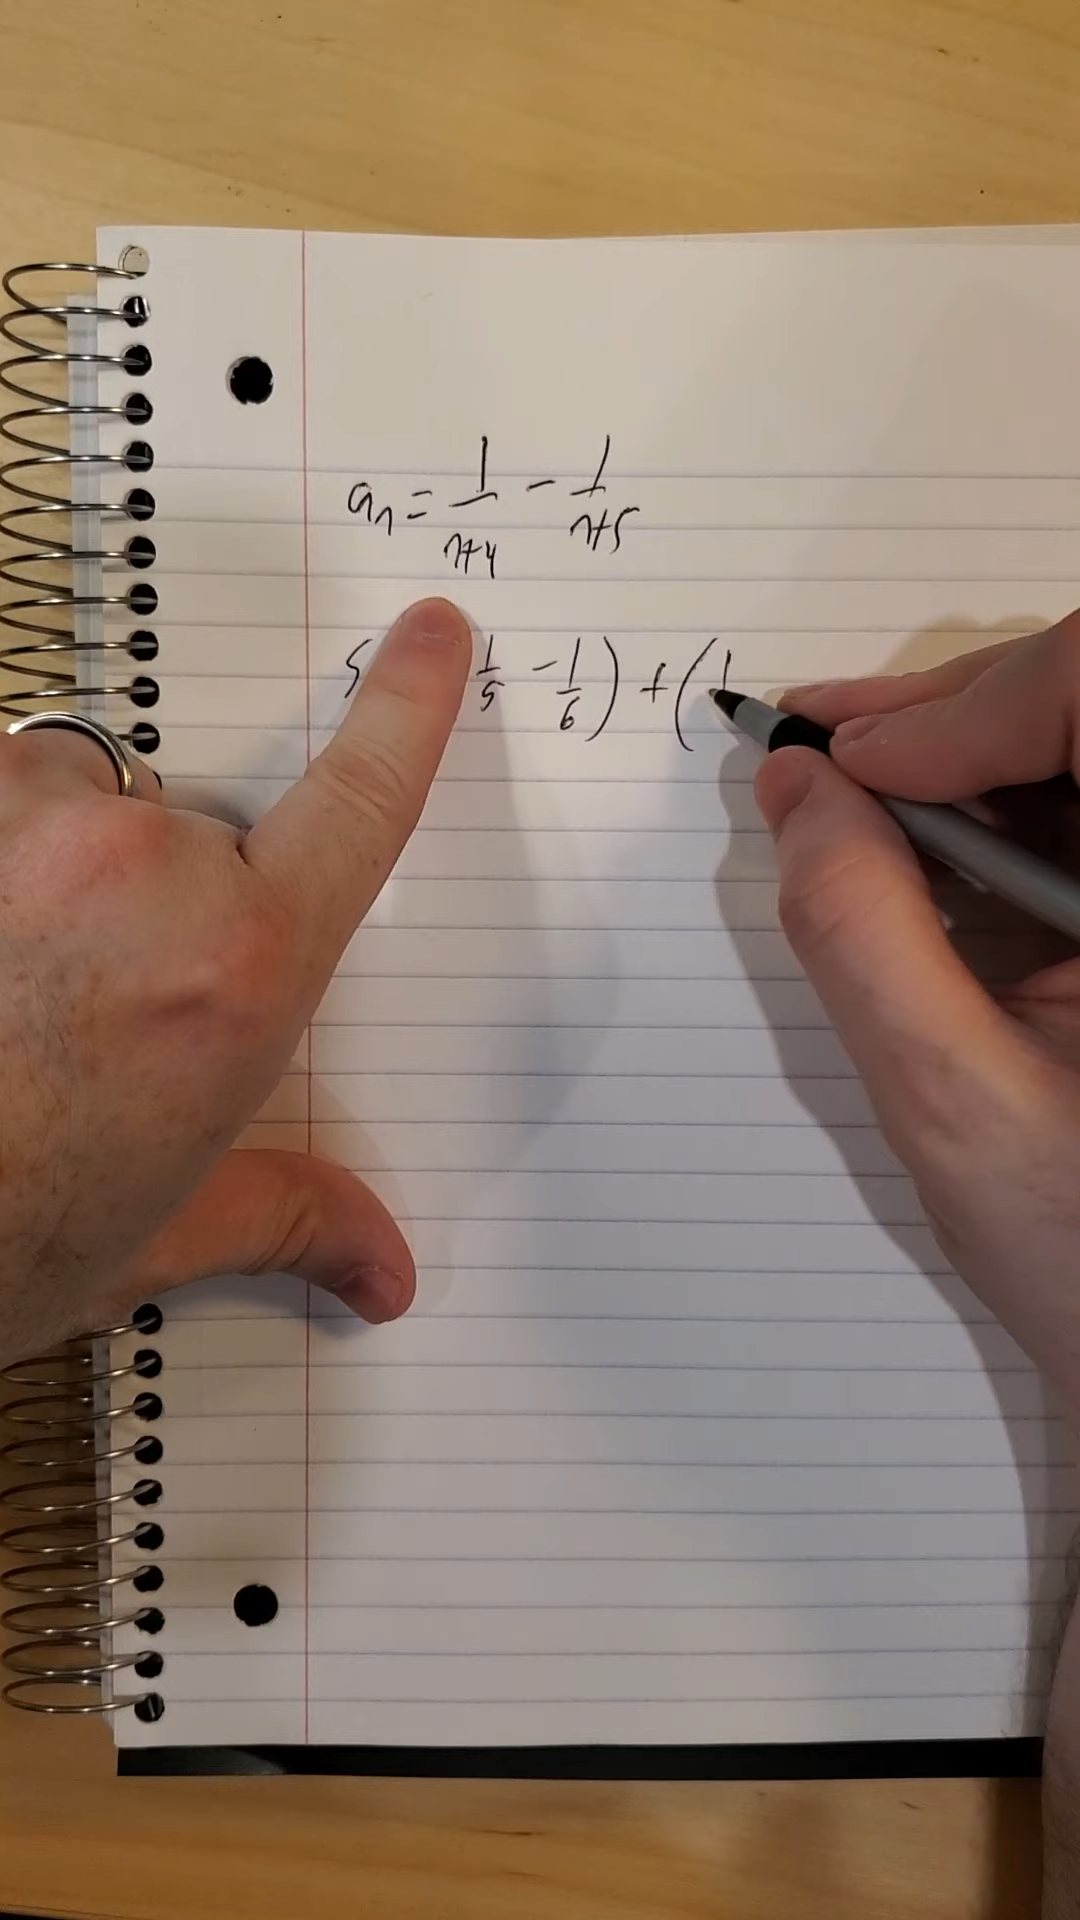 aₙ = 1/(n+4) - 1/(n+5)
S 1/5 - 1/6) + (1